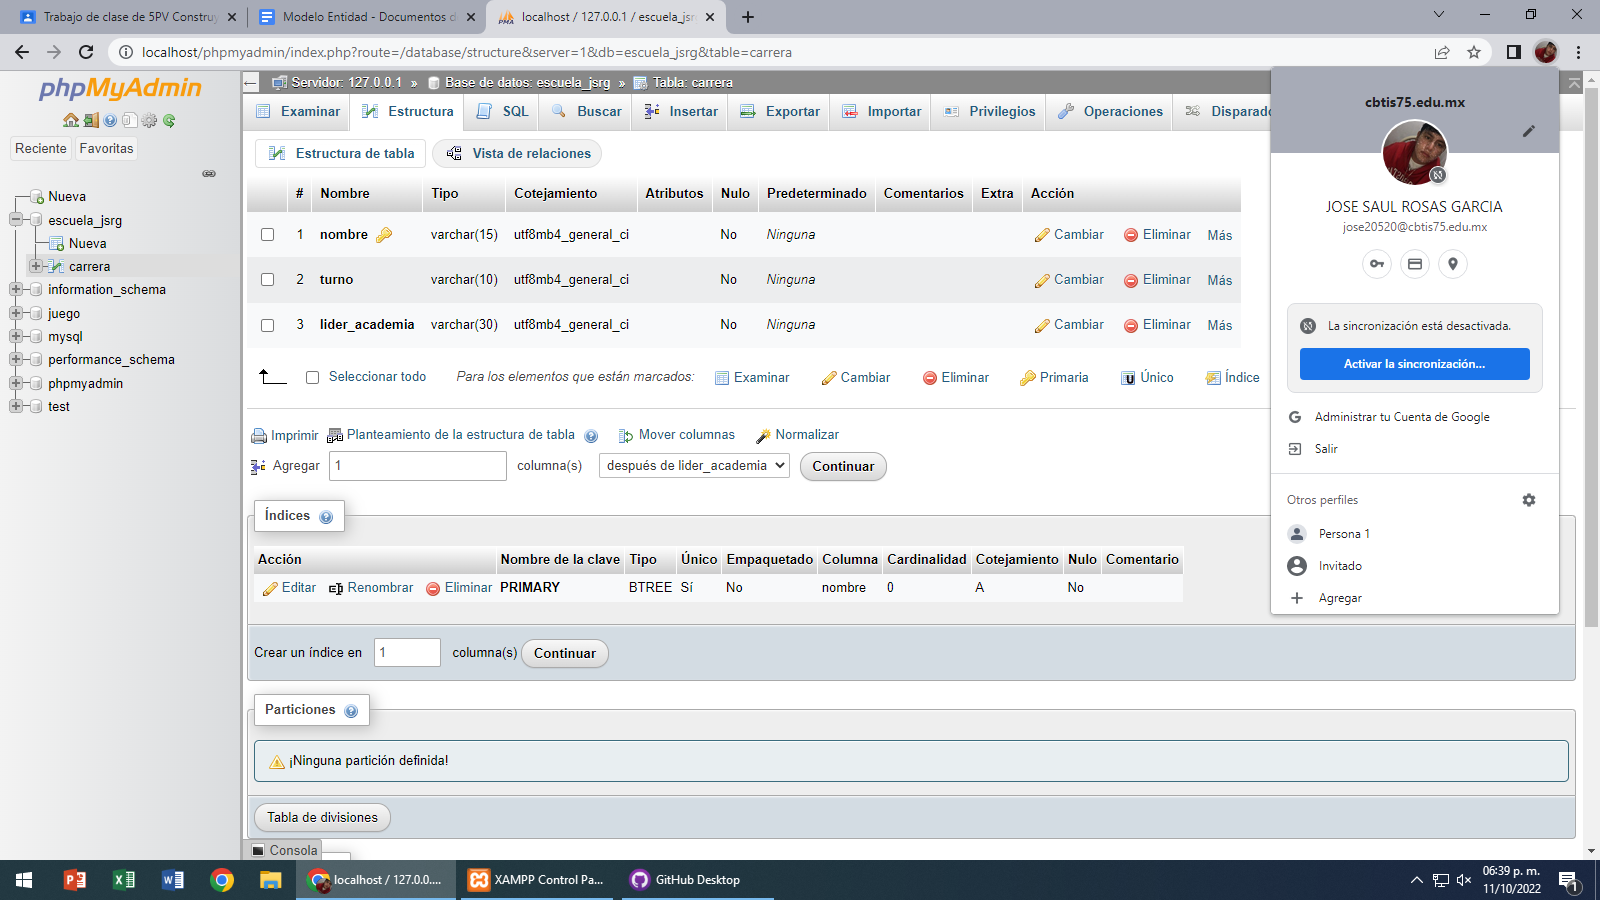 Trabajo de clase de 5PV Constru
Modelo Entidad - Documentos d
localhost / 127.0.0.1 / escuela_jsr
localhost/phpmyadmin/index.php?route=/database/structure&server=1&db=escuela_jsrg&table=carrera
phpMyAdmin
Reciente Favoritas
Nueva
escuela_jsrg
Nueva
carrera
information_schema
juego
mysql
performance_schema
phpmyadmin
test
Servidor: 127.0.0.1 » Base de datos: escuela_jsrg » Tabla: carrera
Examinar Estructura SQL Buscar Insertar Exportar Importar Privilegios Operaciones Disparado
Estructura de tabla Vista de relaciones
# Nombre Tipo Cotejamiento Atributos Nulo Predeterminado Comentarios Extra Acción
1 nombre varchar(15) utf8mb4_general_ci No Ninguna Cambiar Eliminar Más
2 turno varchar(10) utf8mb4_general_ci No Ninguna Cambiar Eliminar Más
3 lider_academia varchar(30) utf8mb4_general_ci No Ninguna Cambiar Eliminar Más
Seleccionar todo Para los elementos que están marcados: Examinar Cambiar Eliminar Primaria Único Índice
Imprimir Planteamiento de la estructura de tabla Mover columnas Normalizar
Agregar 1 columna(s) después de lider_academia Continuar
Índices
Acción Nombre de la clave Tipo Único Empaquetado Columna Cardinalidad Cotejamiento Nulo Comentario
Editar Renombrar Eliminar PRIMARY BTREE Sí No nombre 0 A No
Crear un índice en 1 columna(s) Continuar
Particiones
¡Ninguna partición definida!
Tabla de divisiones
Consola
cbtis75.edu.mx
JOSE SAUL ROSAS GARCIA
jose20520@cbtis75.edu.mx
La sincronización está desactivada.
Activar la sincronización...
Administrar tu Cuenta de Google
Salir
Otros perfiles
Persona 1
Invitado
Agregar
localhost / 127.0.0....
XAMPP Control Pa...
GitHub Desktop
06:39 p. m.
11/10/2022
1